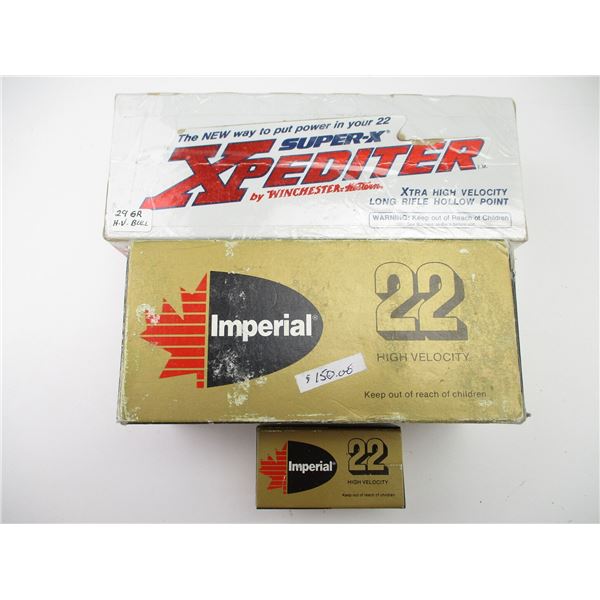 The NEW way to put power in your 22
SUPER-X®
XPEDITER
by WINCHESTER-Western
XTRA HIGH VELOCITY
LONG RIFLE HOLLOW POINT
WARNING: Keep out of Reach of Children
29 GR
H.V. BULL
Imperial®
22
HIGH VELOCITY
$150.00
Keep out of reach of children
Imperial®
22
HIGH VELOCITY
Keep out of reach of children